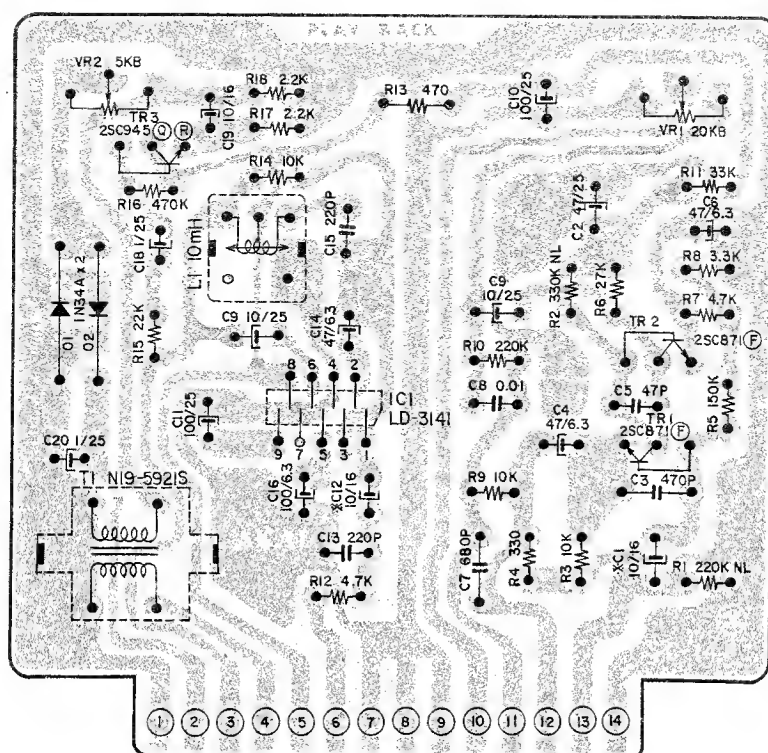 PLAY RACK
VR2 5KB
R18 2.2K
R17 2.2K
C19 10/16
R13 470
C10 100/25
VR1 20KB
TR3
2SC945 Q R
R14 10K
R16 470K
R11 33K
C6
47/6.3
C2 47/25
C15 220P
C18 1/25
L1 10mH
R8 3.3K
R2 330K NL
R6 27K
C9
10/25
R7 4.7K
1N34A x 2
D1
D2
R15 22K
C9 10/25
C14
47/6.3
TR 2
2SC871 F
R10 220K
8 6 4 2
IC1
LD-3141
C8 0.01
C5 47P
R5 150K
C11
100/25
C4
47/6.3
TR1
2SC871 F
9 7 5 3 1
C20 1/25
T1 N19-5921S
C16
100/6.3
※C12
10/16
R9 10K
C3 470P
C13 220P
C7 680P
R4 330
R3 10K
※C1
10/16
R1 220K NL
R12 4.7K
1 2 3 4 5 6 7 8 9 10 11 12 13 14